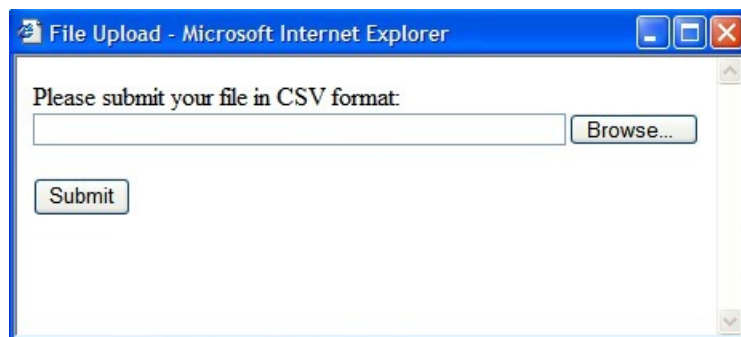 File Upload - Microsoft Internet Explorer
Please submit your file in CSV format:
Browse...
Submit